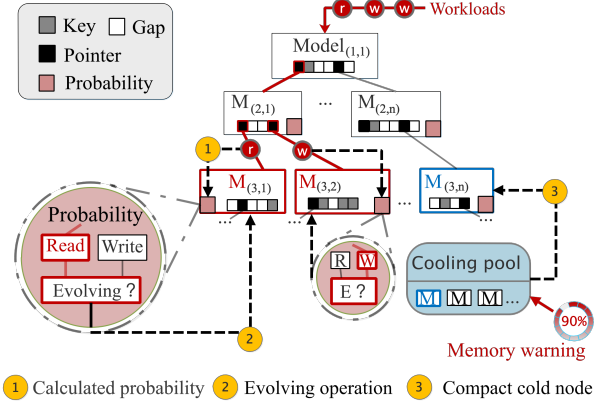 Key
Gap
Pointer
Probability
r w w Workloads
Model(1,1)
M(2,1)
...
M(2,n)
1
r
w
M(3,1)
M(3,2)
...
M(3,n)
3
...
...
...
Probability
Read
Write
Evolving ?
R
W
E ?
Cooling pool
M M M ...
2
90%
Memory warning
1 Calculated probability 2 Evolving operation 3 Compact cold node